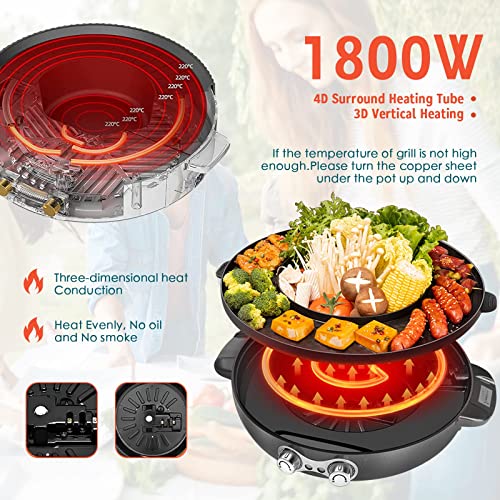 1800W
4D Surround Heating Tube
3D Vertical Heating
If the temperature of grill is not high
enough.Please turn the copper sheet
under the pot up and down
220℃
220℃
220℃
220℃
220℃
220℃
220℃
220℃
Three-dimensional heat
Conduction
Heat Evenly, No oil
and No smoke